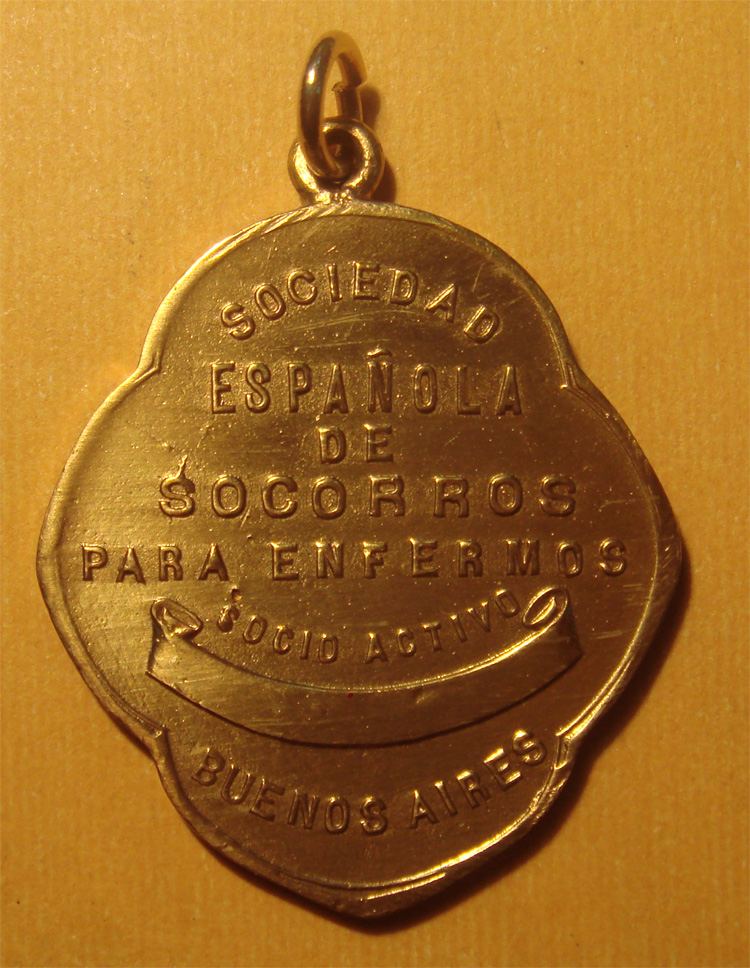 SOCIEDAD
ESPAÑOLA
DE
SOCORROS
PARA ENFERMOS
SOCIO ACTIVO
BUENOS AIRES